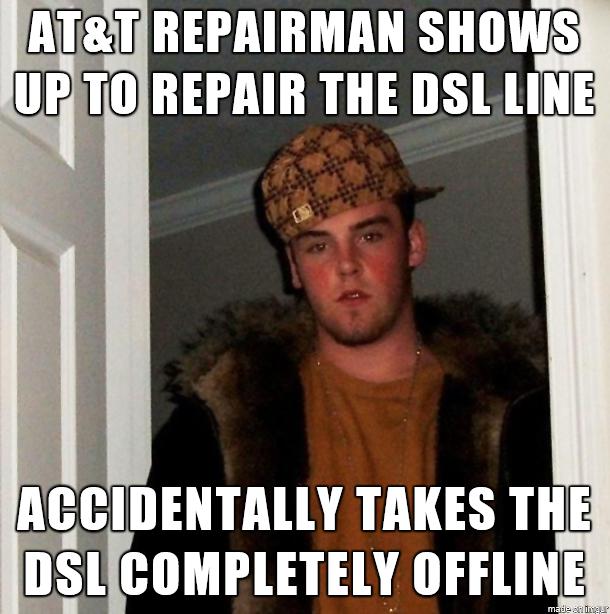 AT&T REPAIRMAN SHOWS
UP TO REPAIR THE DSL LINE
ACCIDENTALLY TAKES THE
DSL COMPLETELY OFFLINE
made on imgur